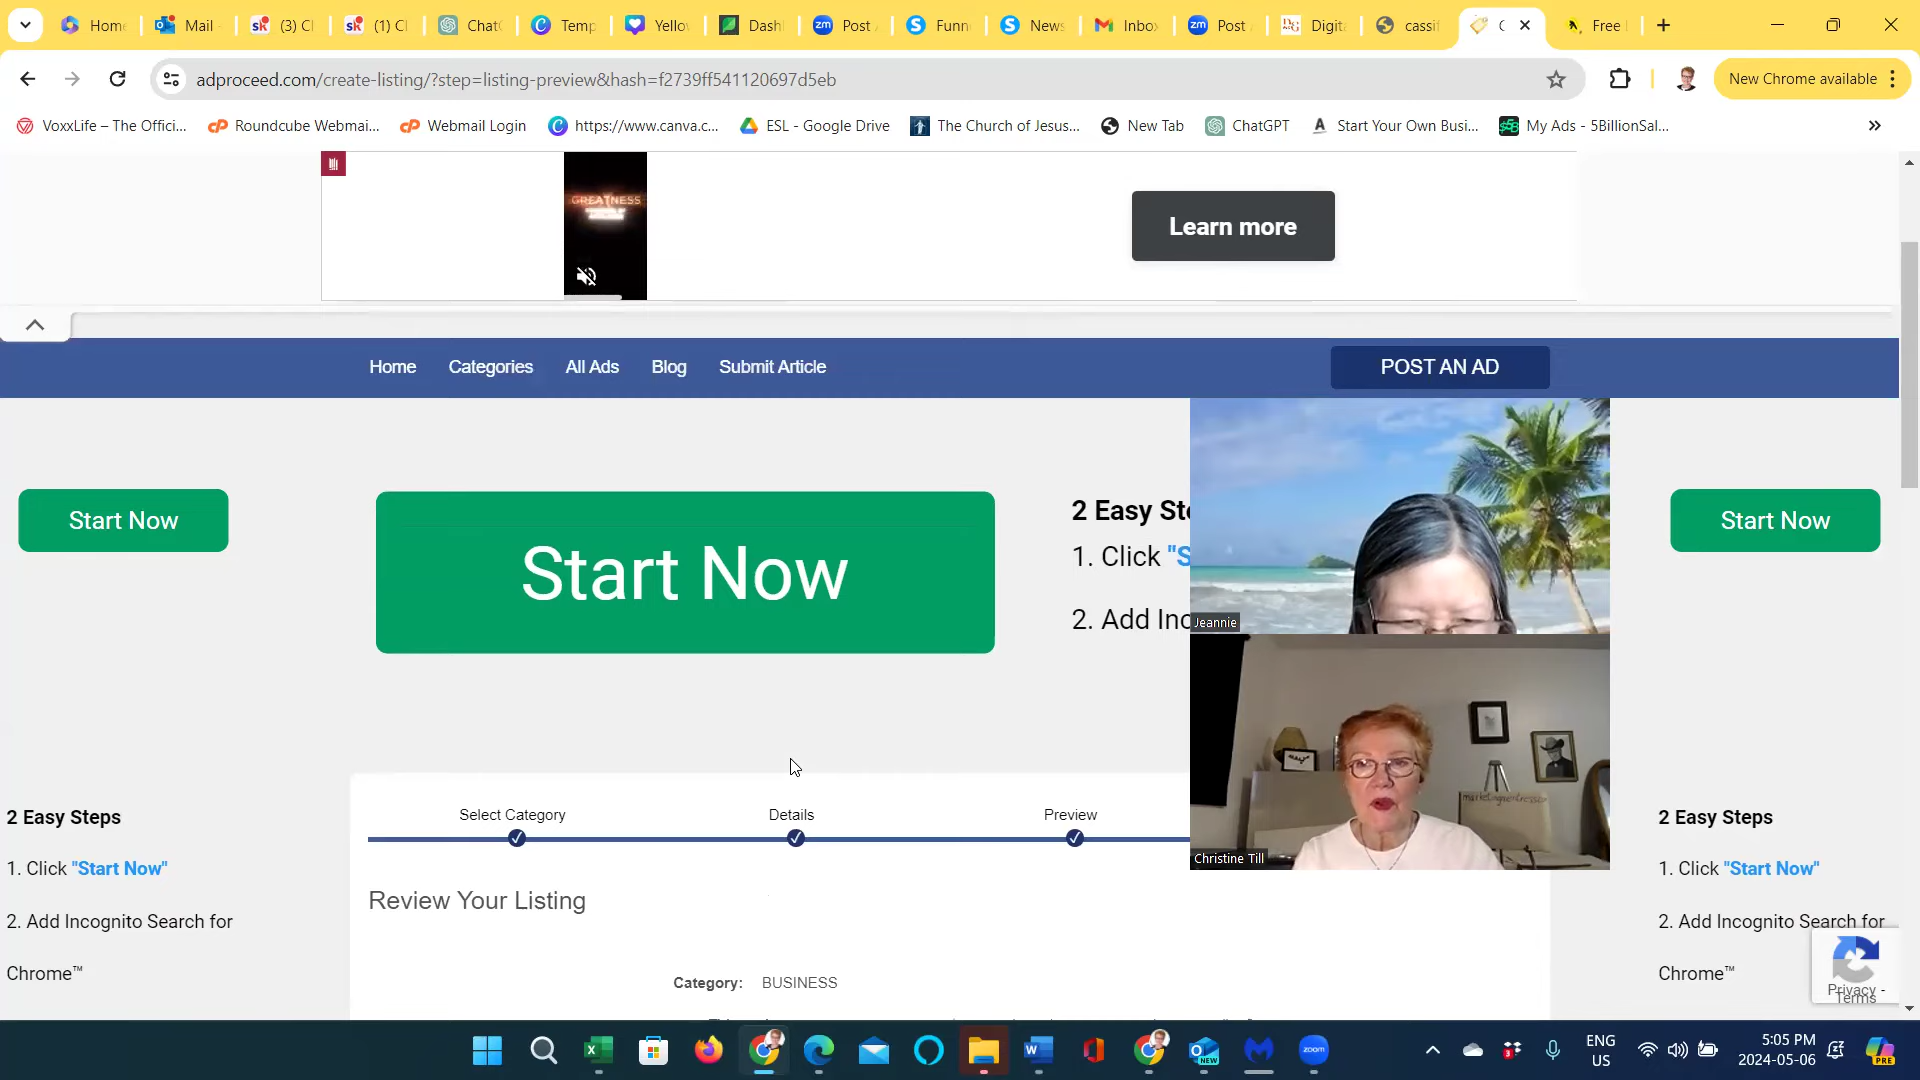 Home
Mail
(3) Cl
(1) Cl
Chat
Temp
Yello
Dash
Post
Funn
News
Inbo
Post
Digit
cassif
Free
adproceed.com/create-listing/?step=listing-preview&hash=f2739ff541120697d5eb
New Chrome available
VoxxLife – The Offici...
Roundcube Webmai...
Webmail Login
https://www.canva.c...
ESL - Google Drive
The Church of Jesus...
New Tab
ChatGPT
Start Your Own Busi...
My Ads - 5BillionSal...
GREATNESS
Learn more
Home
Categories
All Ads
Blog
Submit Article
POST AN AD
Start Now
Start Now
2 Easy Ste
1. Click "S
2. Add Inc
Start Now
Jeannie
Christine Till
2 Easy Steps
1. Click "Start Now"
2. Add Incognito Search for
Chrome™
Select Category
Details
Preview
Review Your Listing
Category: BUSINESS
2 Easy Steps
1. Click "Start Now"
2. Add Incognito Search for
Chrome™
Privacy -
Terms
zoom
ENG
US
5:05 PM
2024-05-06